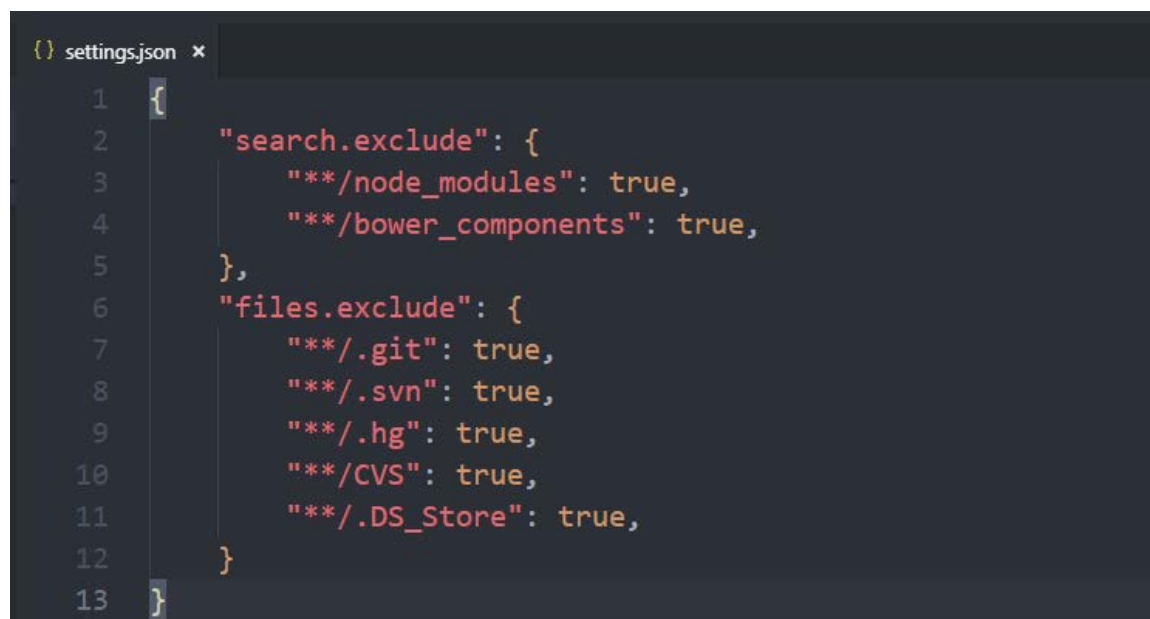 {} settings.json ×
1 {
2 "search.exclude": {
3 "**/node_modules": true,
4 "**/bower_components": true,
5 },
6 "files.exclude": {
7 "**/.git": true,
8 "**/.svn": true,
9 "**/.hg": true,
10 "**/CVS": true,
11 "**/.DS_Store": true,
12 }
13 }